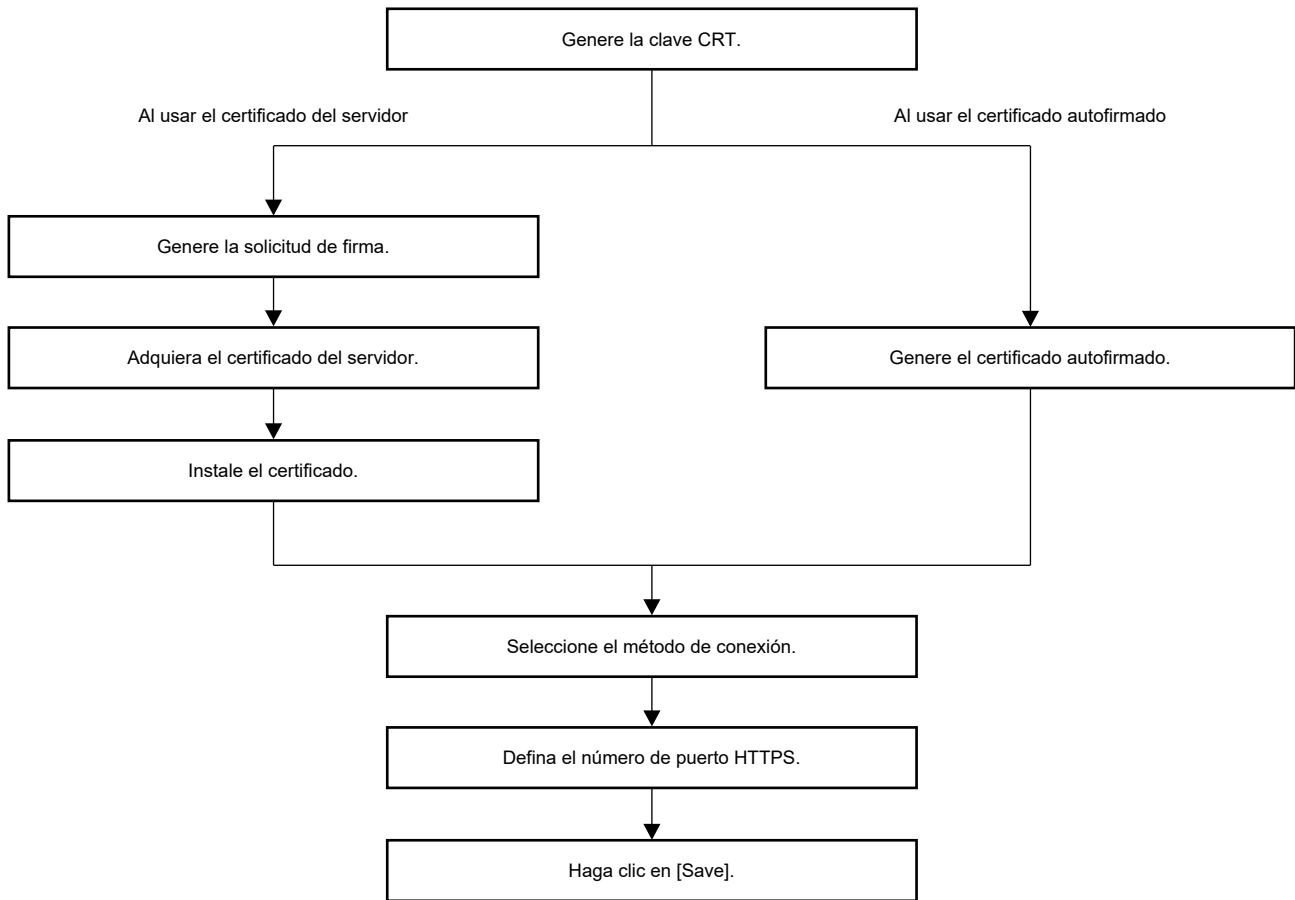 Genere la clave CRT.
Al usar el certificado del servidor
Al usar el certificado autofirmado
Genere la solicitud de firma.
Adquiera el certificado del servidor.
Genere el certificado autofirmado.
Instale el certificado.
Seleccione el método de conexión.
Defina el número de puerto HTTPS.
Haga clic en [Save].